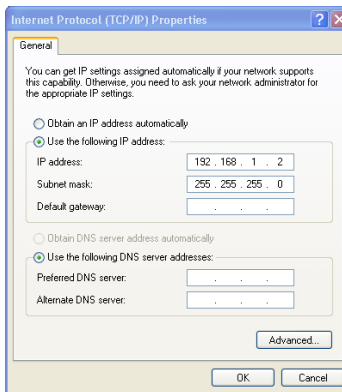 Internet Protocol (TCP/IP) Properties
General
You can get IP settings assigned automatically if your network supports
this capability. Otherwise, you need to ask your network administrator for
the appropriate IP settings.
Obtain an IP address automatically
Use the following IP address:
IP address: 192 . 168 . 1 . 2
Subnet mask: 255 . 255 . 255 . 0
Default gateway: . . .
Obtain DNS server address automatically
Use the following DNS server addresses:
Preferred DNS server: . . .
Alternate DNS server: . . .
Advanced...
OK Cancel